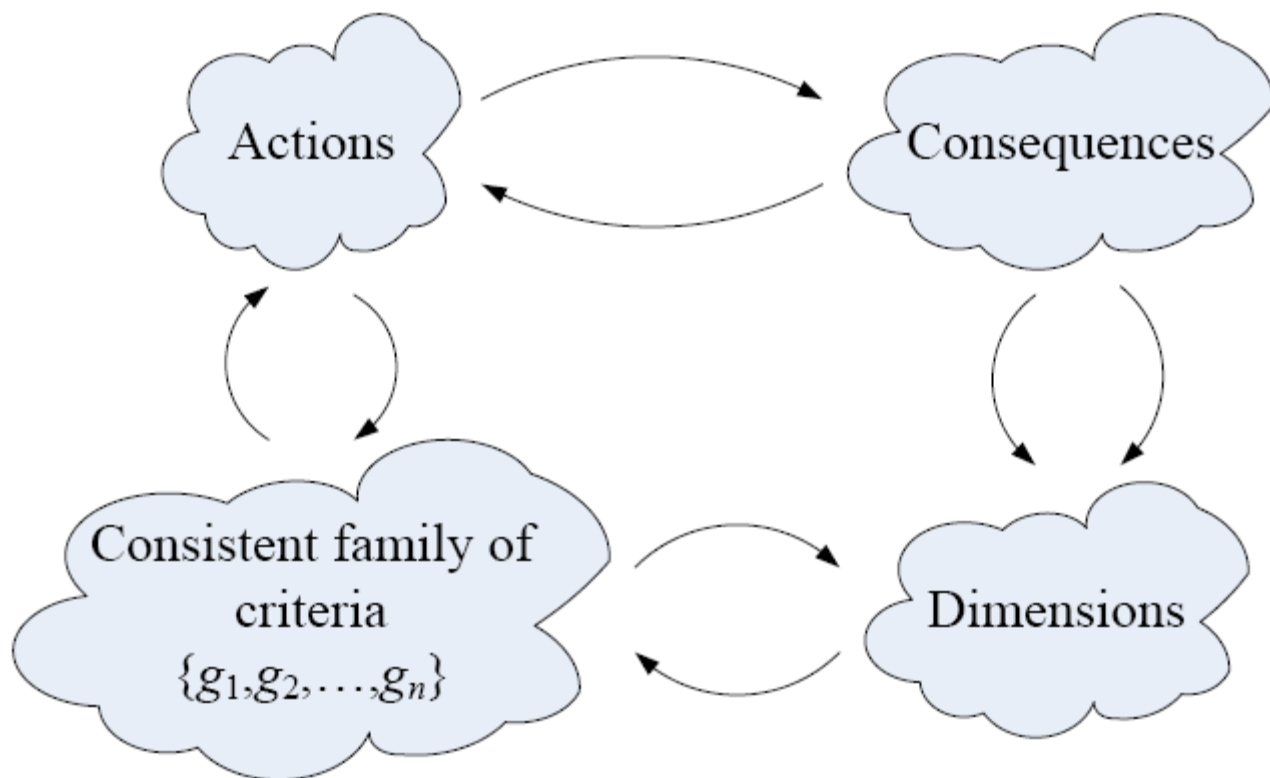 Actions
Consequences
Consistent family of
criteria
{g₁,g₂,…,gₙ}
Dimensions